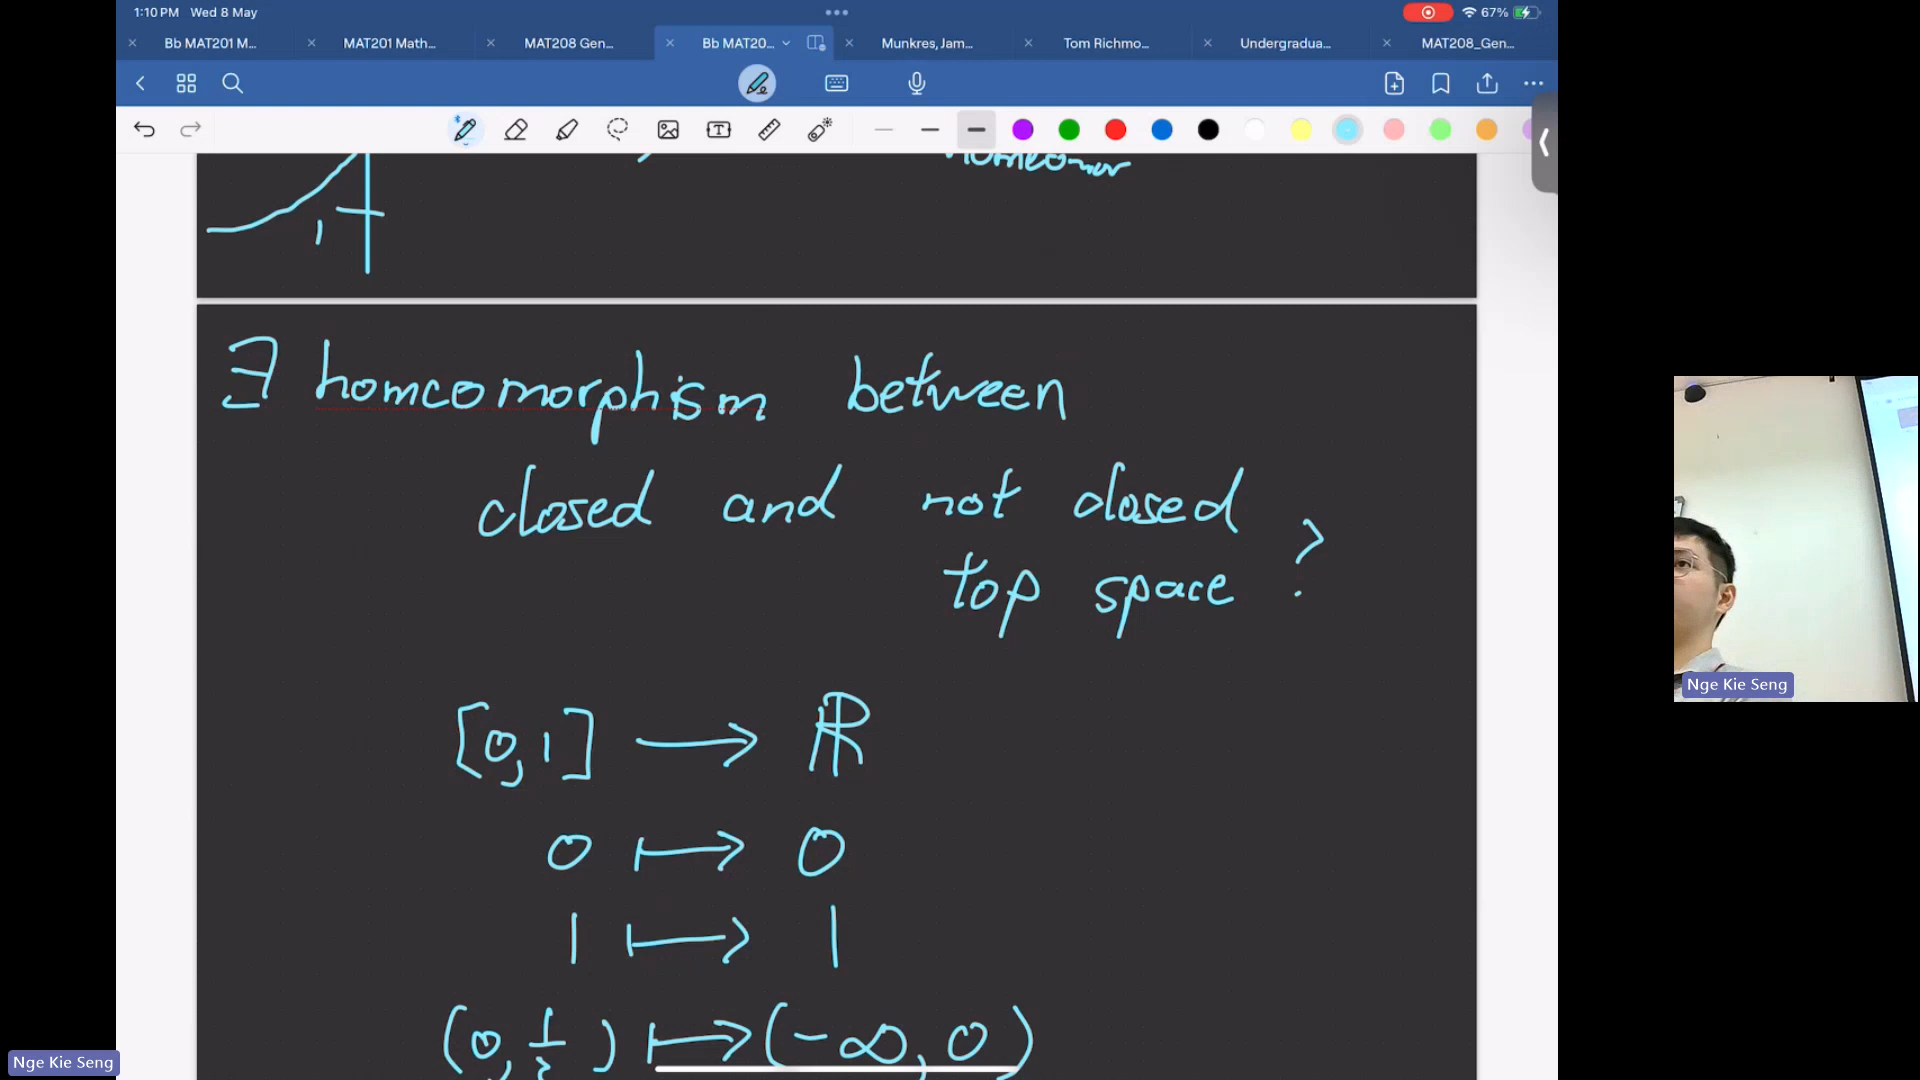 1:10 PM Wed 8 May
67%
Bb MAT201 M...
MAT201 Math...
MAT208 Gen...
Bb MAT20...
Munkres, Jam...
Tom Richmo...
Undergradua...
MAT208_Gen...
1
∃ homeomorphism between
closed and not closed
top space ?
[0,1] → ℝ
0 ↦ 0
1 ↦ 1
(0, 1/2) ↦ (-∞, 0)
Nge Kie Seng
Nge Kie Seng